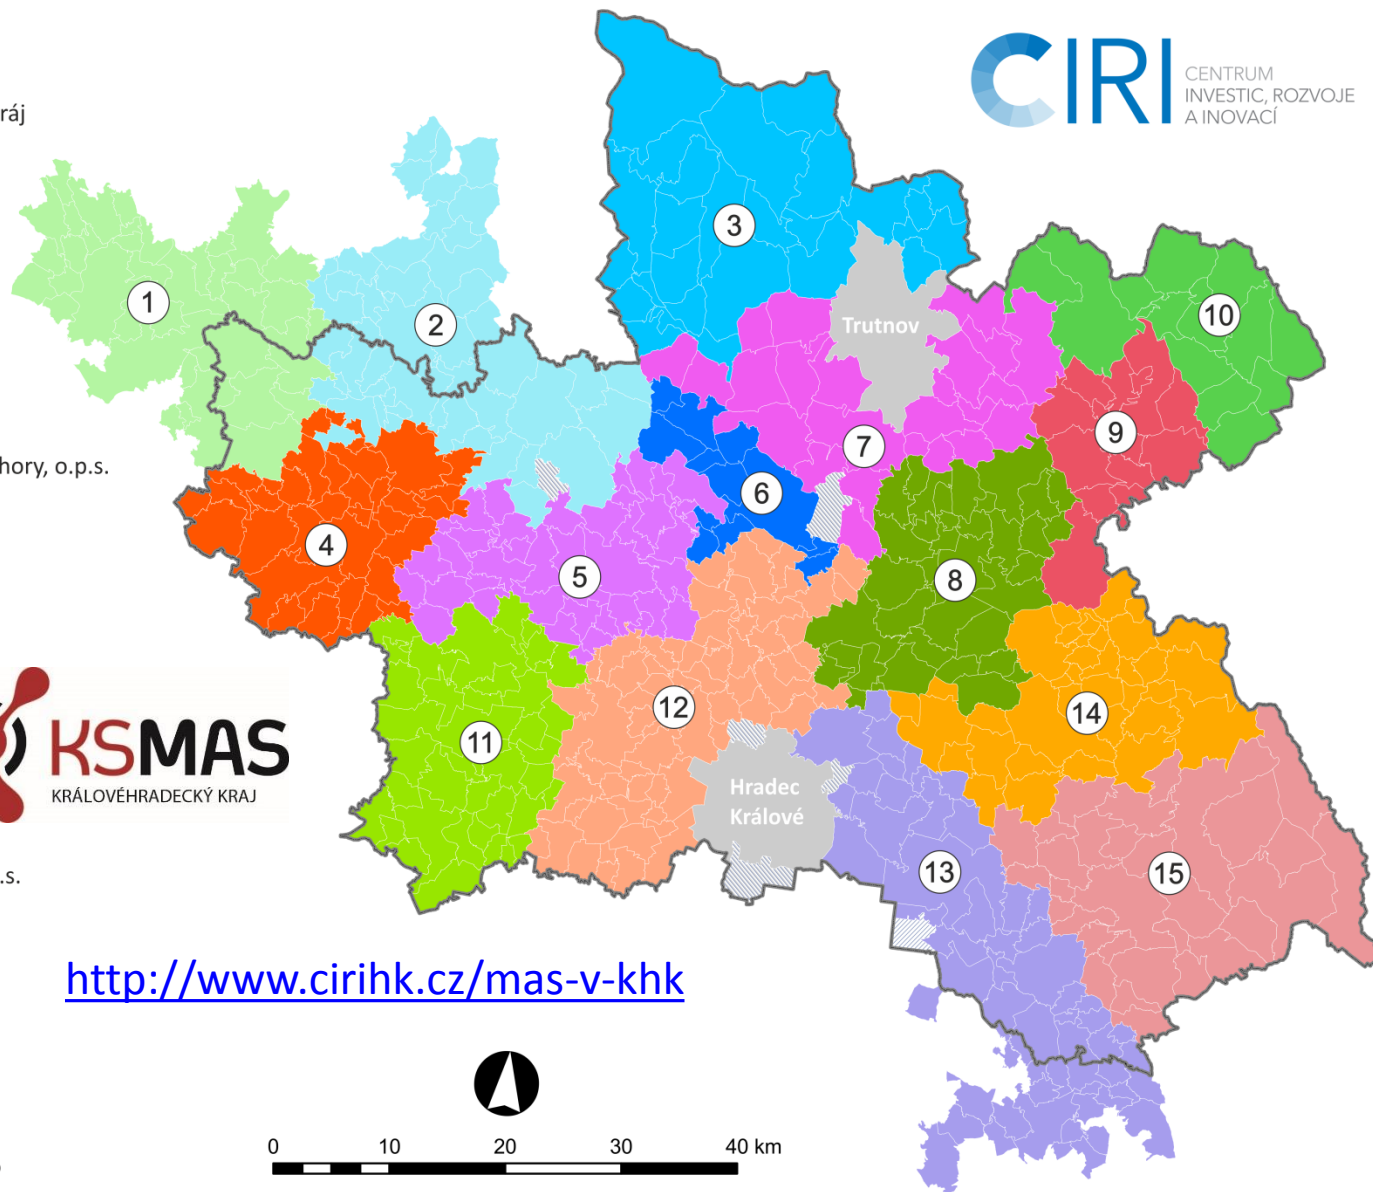 CIRI
CENTRUM
INVESTIC, ROZVOJE
A INOVACÍ
ráj
3
1
2
10
Trutnov
9
7
hory, o.p.s.
6
4
5
8
12
14
11
KSMAS
KRÁLOVÉHRADECKÝ KRAJ
Hradec
Králové
13
15
.s.
http://www.cirihk.cz/mas-v-khk
0 10 20 30 40 km